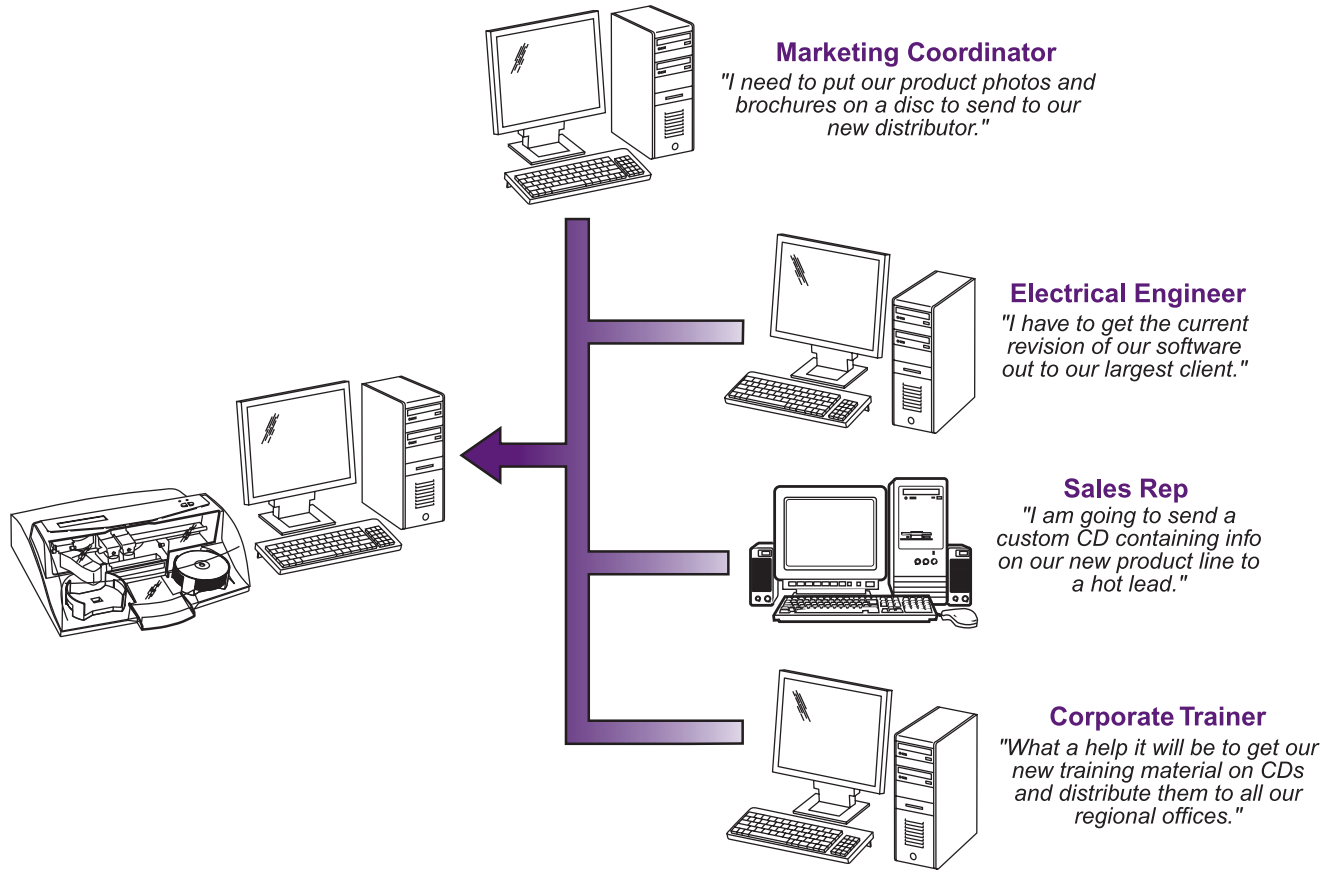 Marketing Coordinator
"I need to put our product photos and
brochures on a disc to send to our
new distributor."
Electrical Engineer
"I have to get the current
revision of our software
out to our largest client."
Sales Rep
"I am going to send a
custom CD containing info
on our new product line to
a hot lead."
Corporate Trainer
"What a help it will be to get our
new training material on CDs
and distribute them to all our
regional offices."